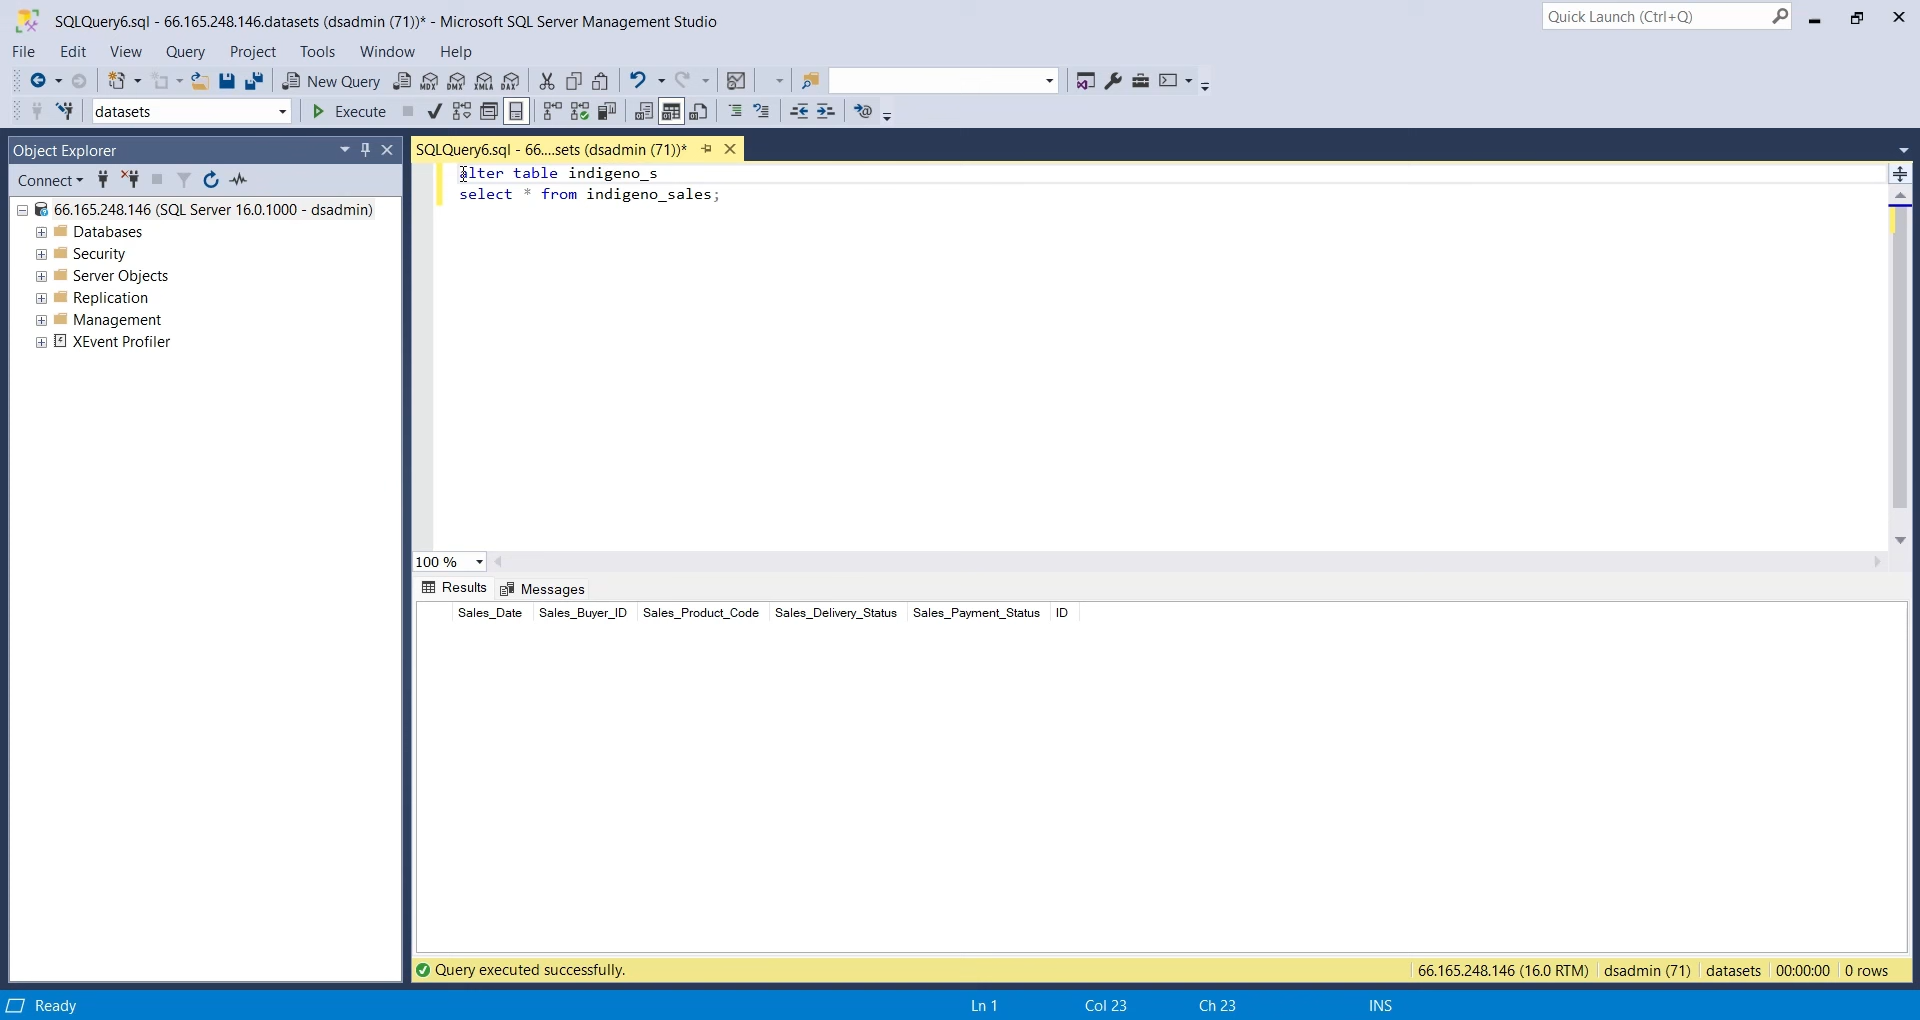 SQLQuery6.sql - 66.165.248.146.datasets (dsadmin (71))* - Microsoft SQL Server Management Studio
Quick Launch (Ctrl+Q)
File Edit View Query Project Tools Window Help
New Query MDX DMX XMLA DAX
datasets Execute
Object Explorer
SQLQuery6.sql - 66....sets (dsadmin (71))*
Connect
66.165.248.146 (SQL Server 16.0.1000 - dsadmin)
Databases
Security
Server Objects
Replication
Management
XEvent Profiler
alter table indigeno_s
select * from indigeno_sales;
100 %
Results Messages
Sales_Date Sales_Buyer_ID Sales_Product_Code Sales_Delivery_Status Sales_Payment_Status ID
Query executed successfully. 66.165.248.146 (16.0 RTM) dsadmin (71) datasets 00:00:00 0 rows
Ready Ln 1 Col 23 Ch 23 INS